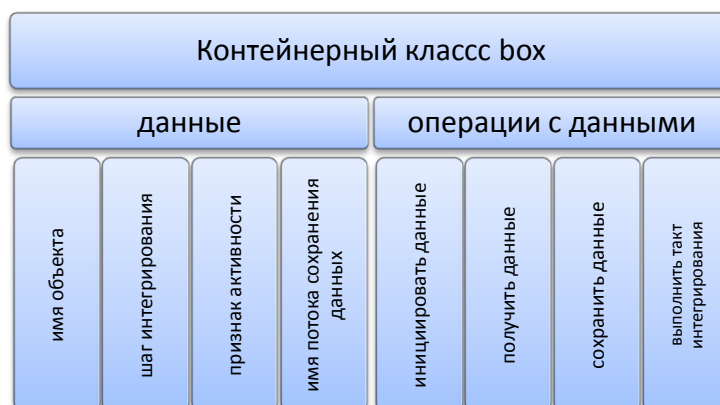 Контейнерный классс box
данные
операции с данными
имя объекта
шаг интегрирования
признак активности
имя потока сохранения
данных
инициировать данные
получить данные
сохранить данные
выполнить такт
интегрирования